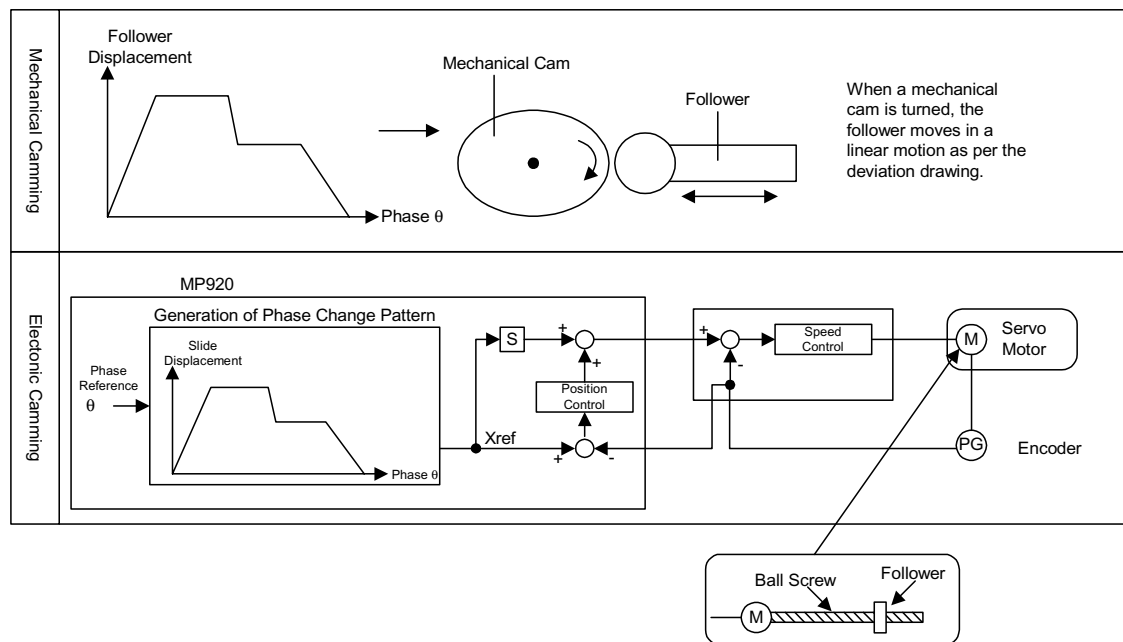 Mechanical Camming
Follower
Displacement
Phase θ
Mechanical Cam
Follower
When a mechanical
cam is turned, the
follower moves in a
linear motion as per the
deviation drawing.
Electonic Camming
MP920
Generation of Phase Change Pattern
Phase
Reference
θ
Slide
Displacement
Phase θ
Xref
S
+
+
Position
Control
+
-
+
-
Speed
Control
M
Servo
Motor
PG
Encoder
Ball Screw
Follower
M